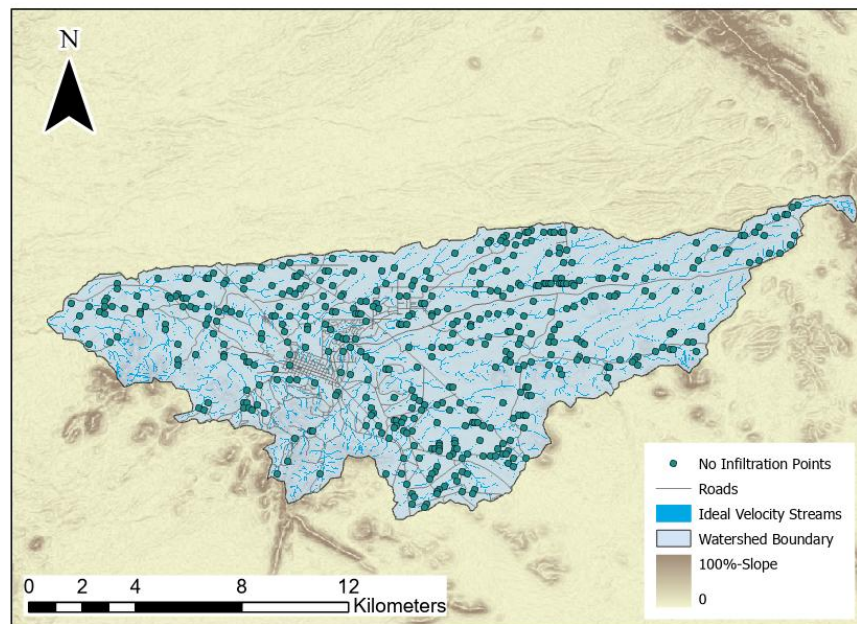 N
No Infiltration Points
Roads
Ideal Velocity Streams
Watershed Boundary
100%-Slope
0
0 2 4 8 12
Kilometers